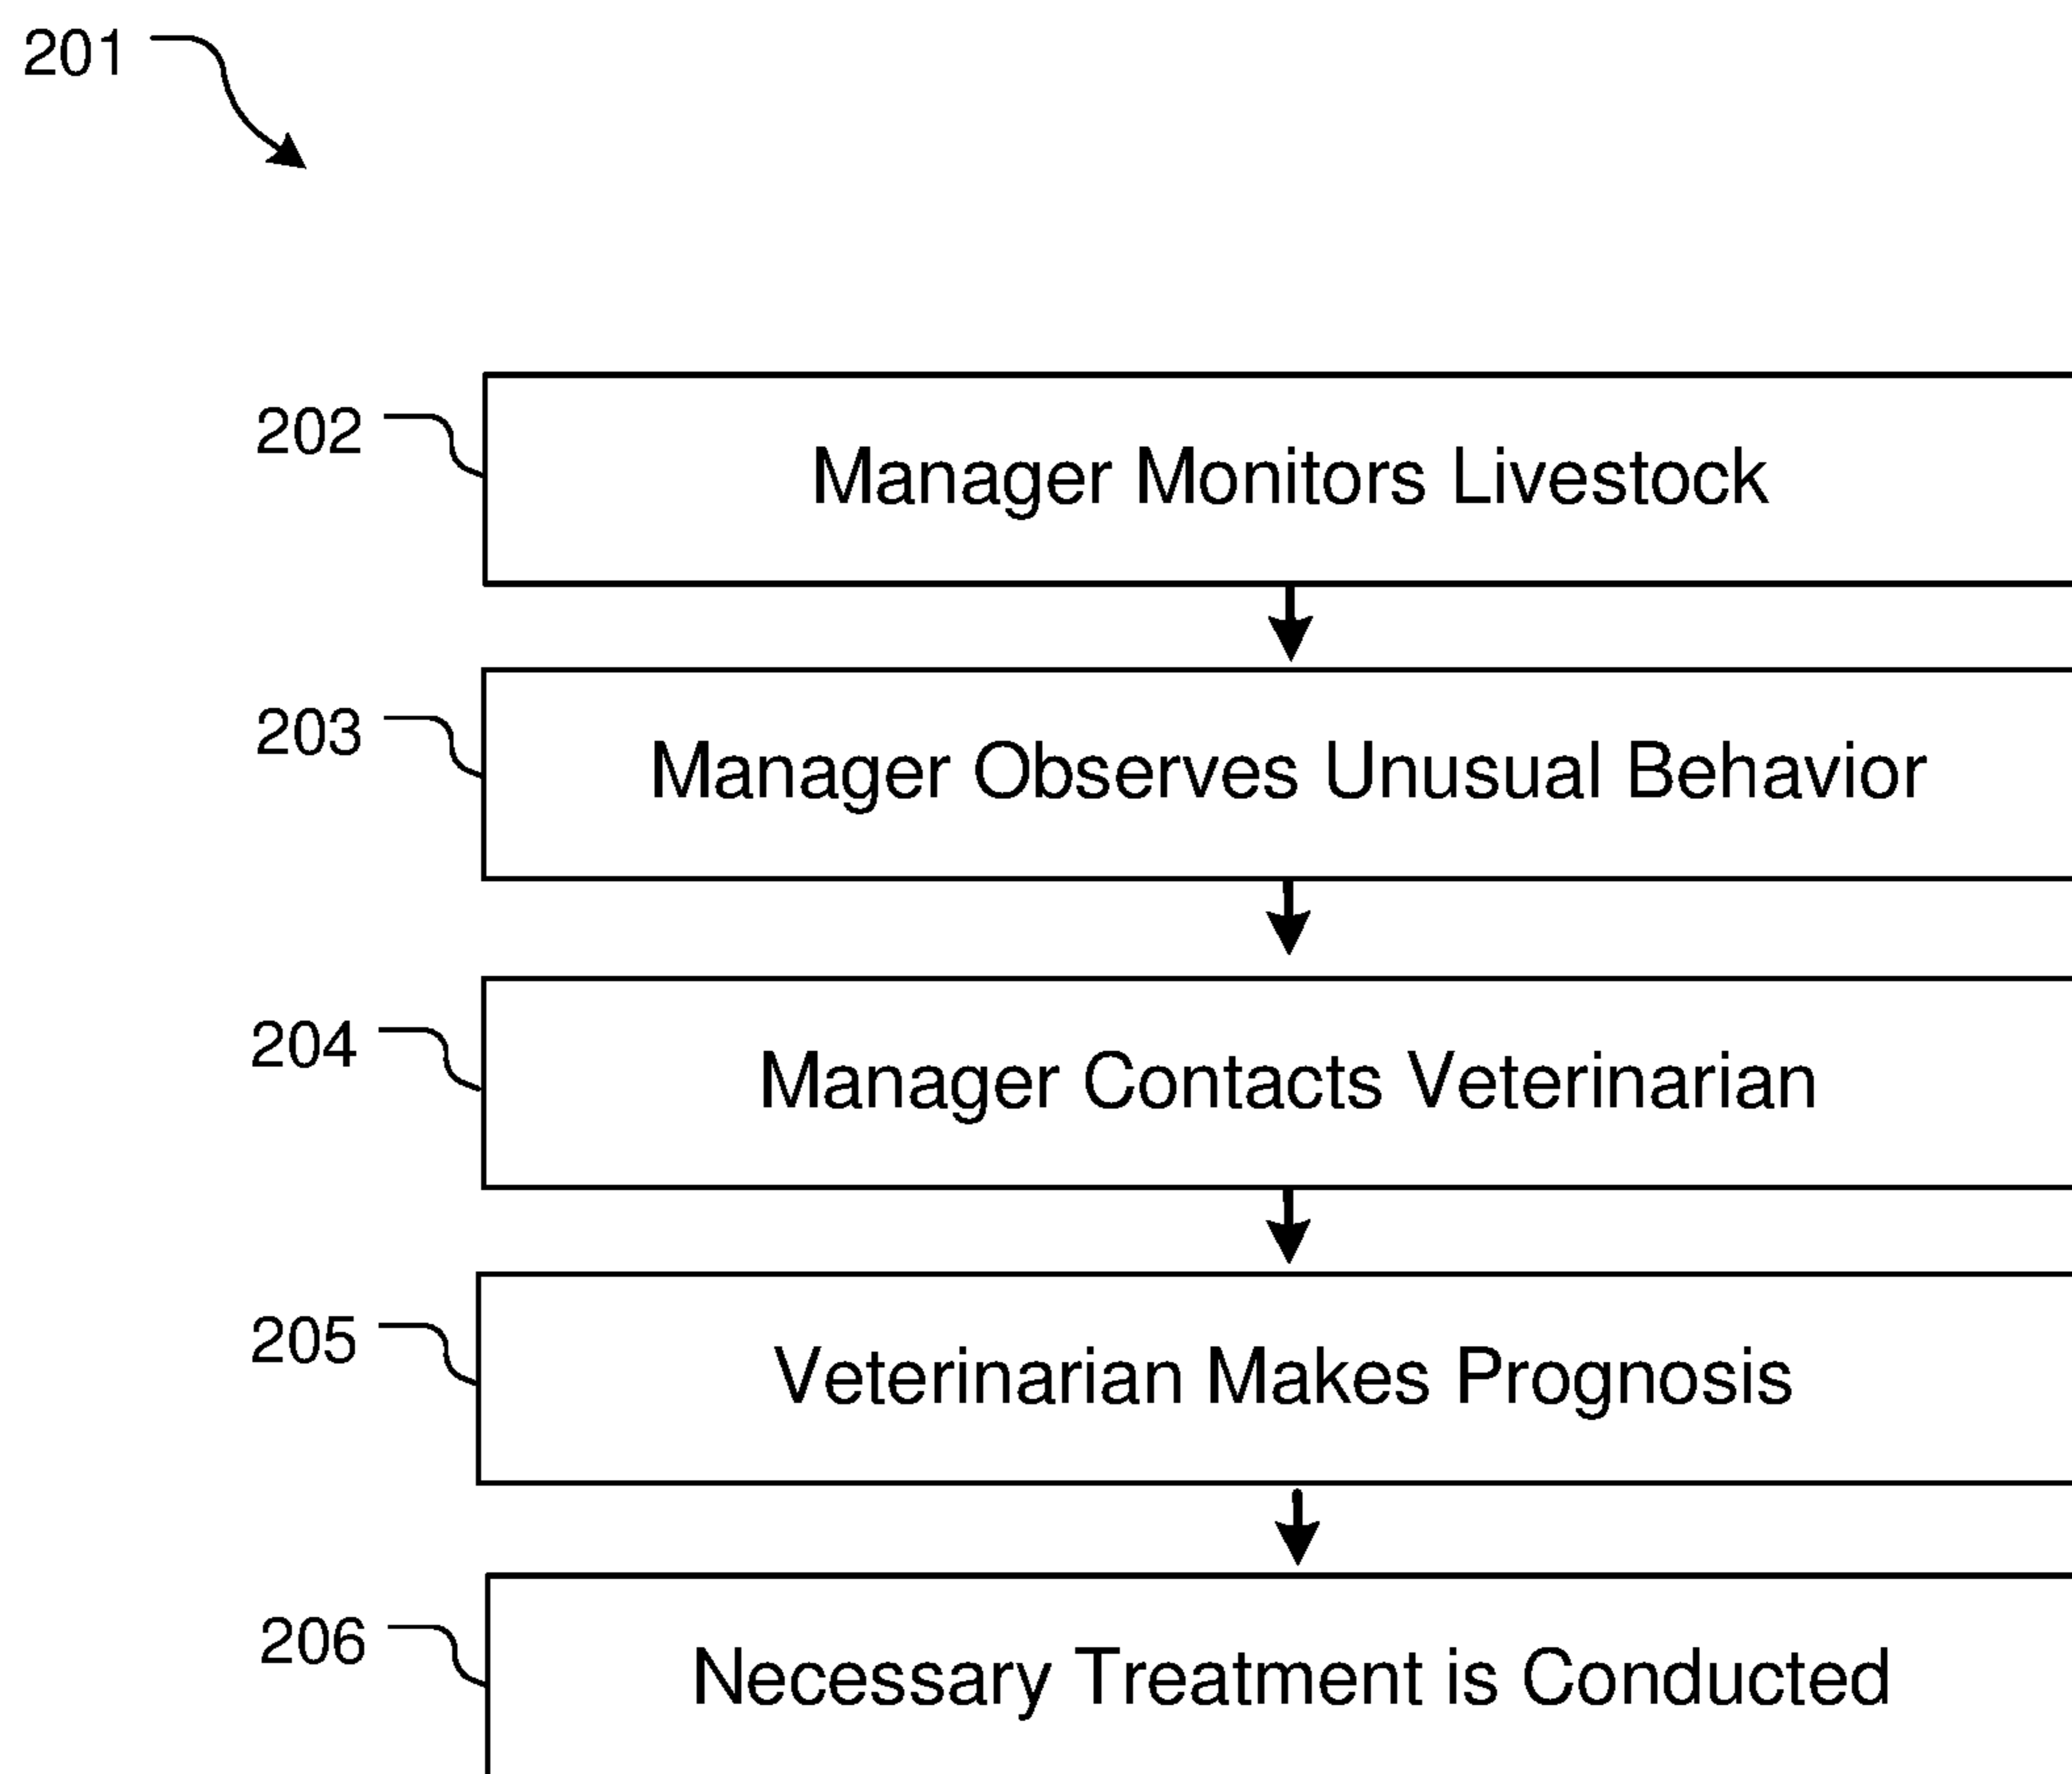 201
202
Manager Monitors Livestock
203
Manager Observes Unusual Behavior
204
Manager Contacts Veterinarian
205
Veterinarian Makes Prognosis
206
Necessary Treatment is Conducted